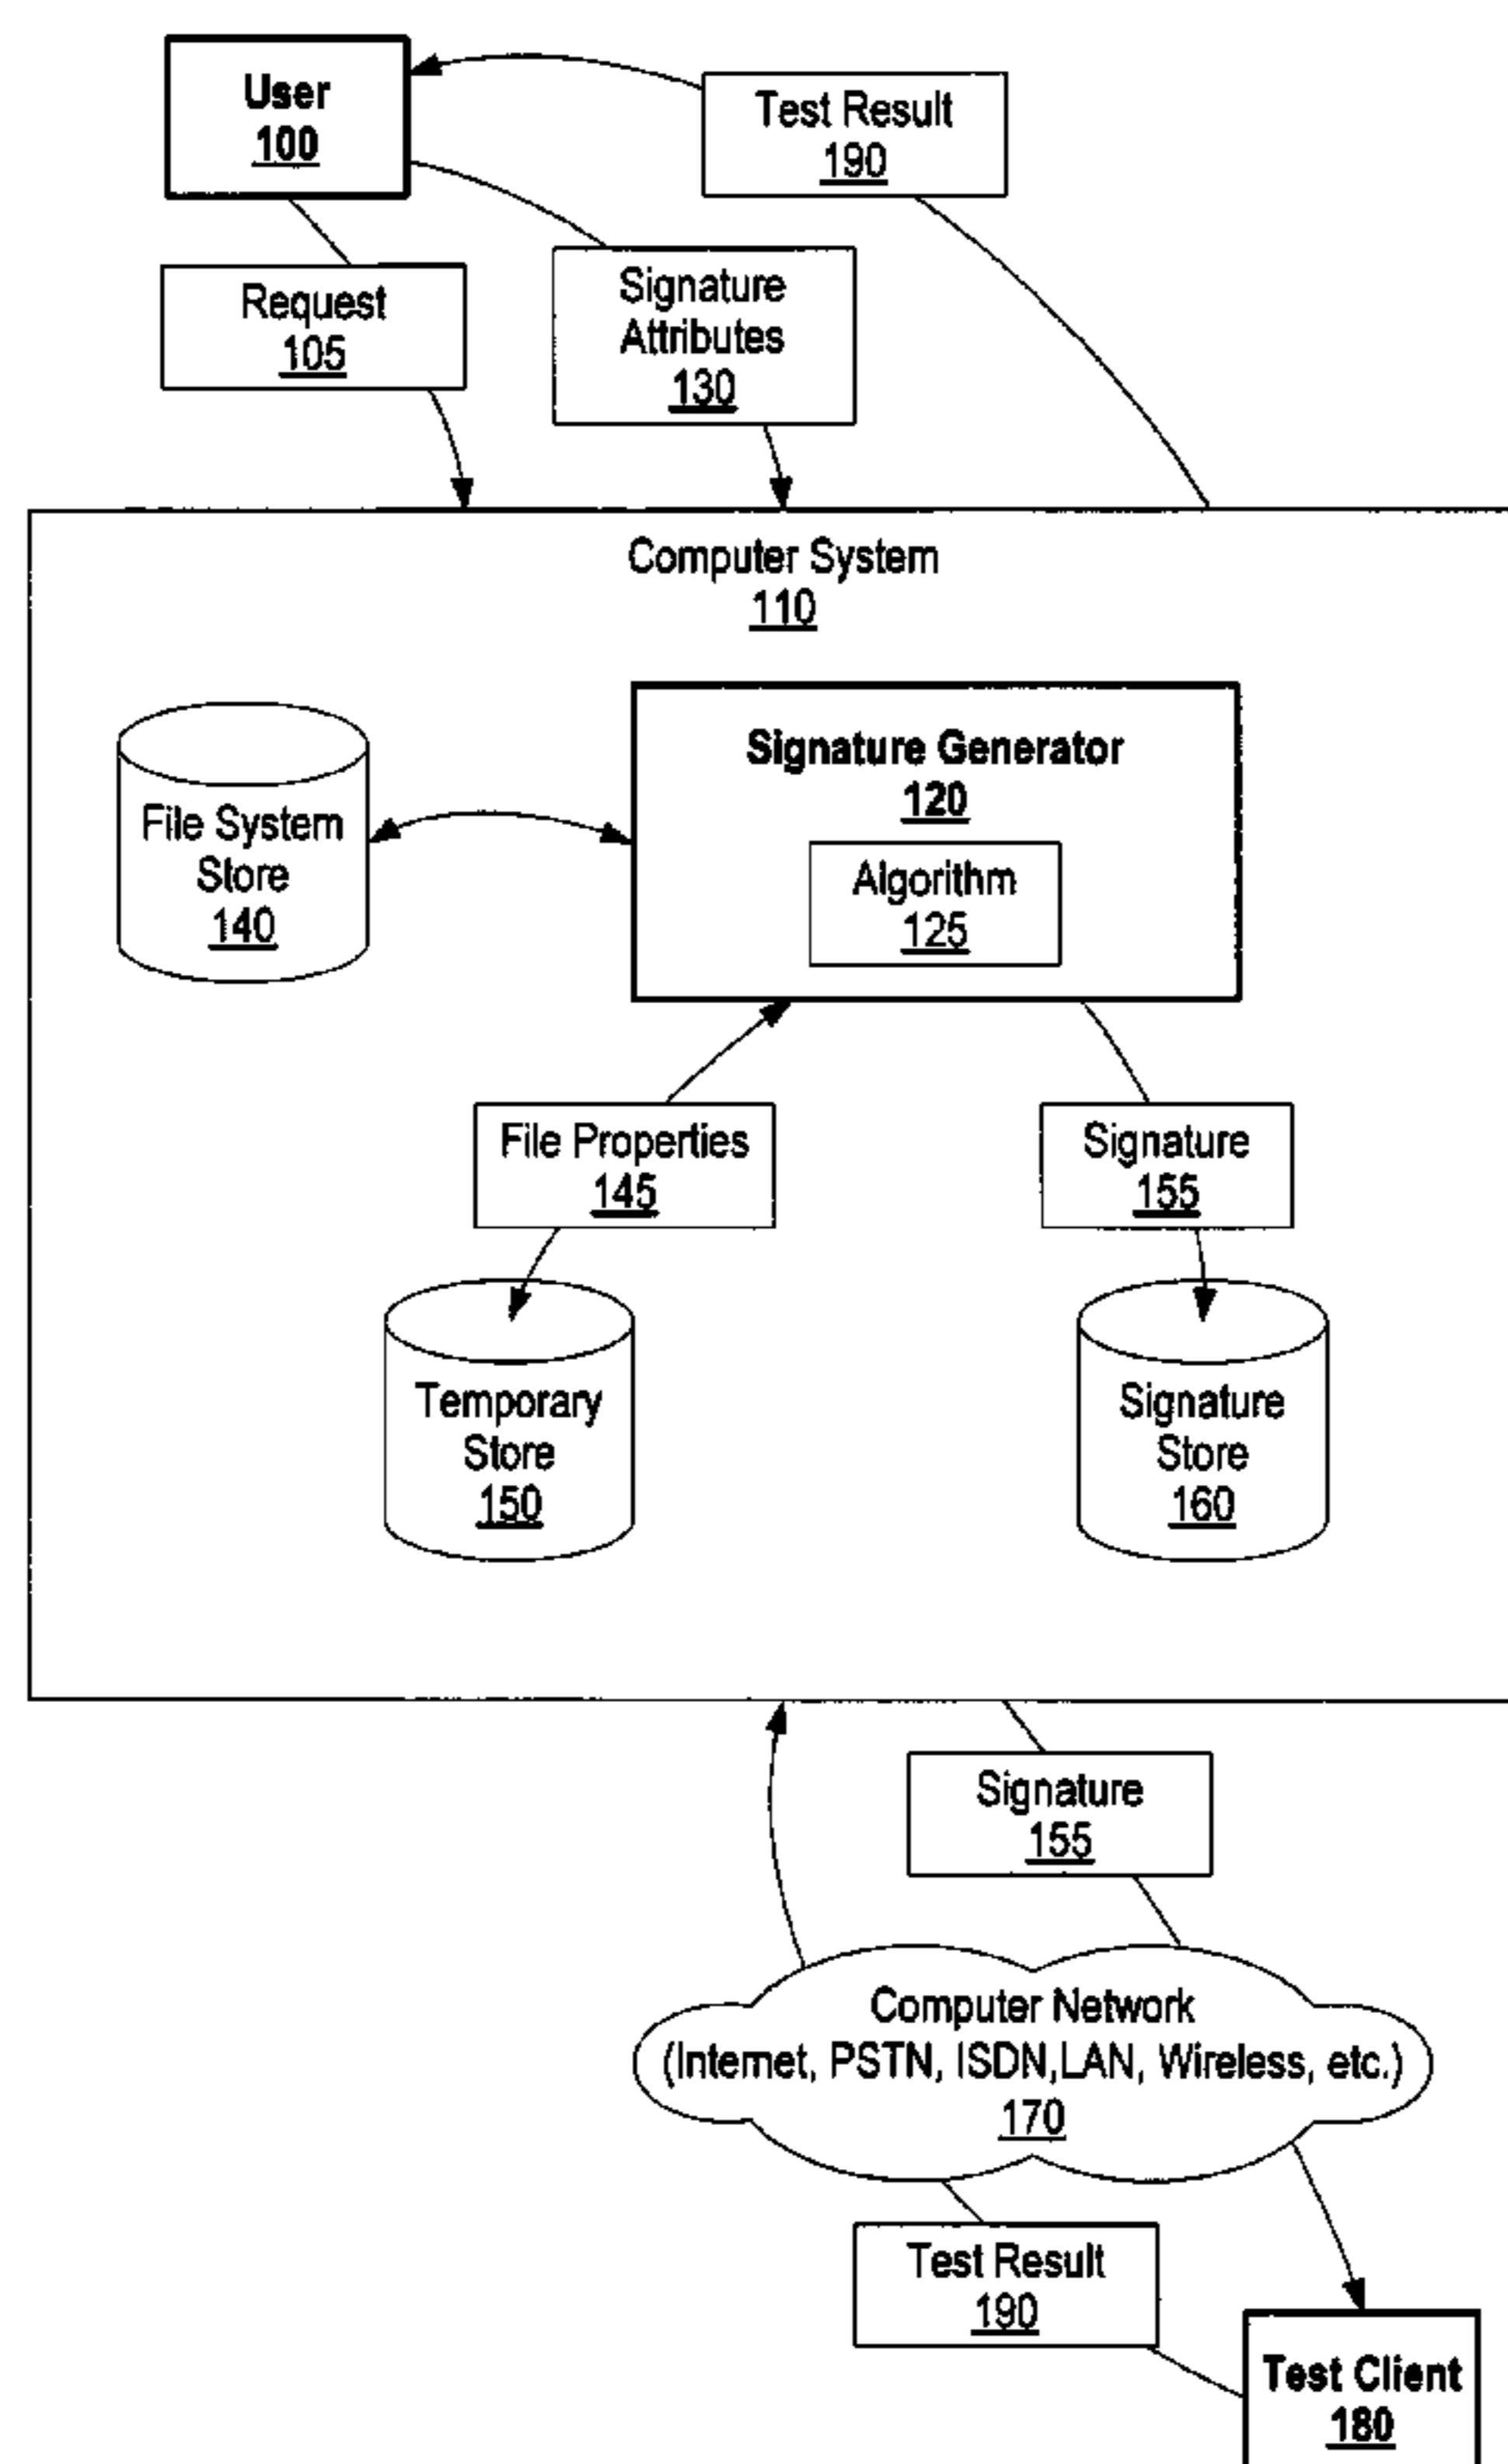 User
100
Test Result
190
Request
105
Signature
Attributes
130
Computer System
110
Signature Generator
120
Algorithm
125
File System
Store
140
File Properties
145
Signature
155
Temporary
Store
150
Signature
Store
160
Signature
155
Computer Network
(Internet, PSTN, ISDN,LAN, Wireless, etc.)
170
Test Result
190
Test Client
180